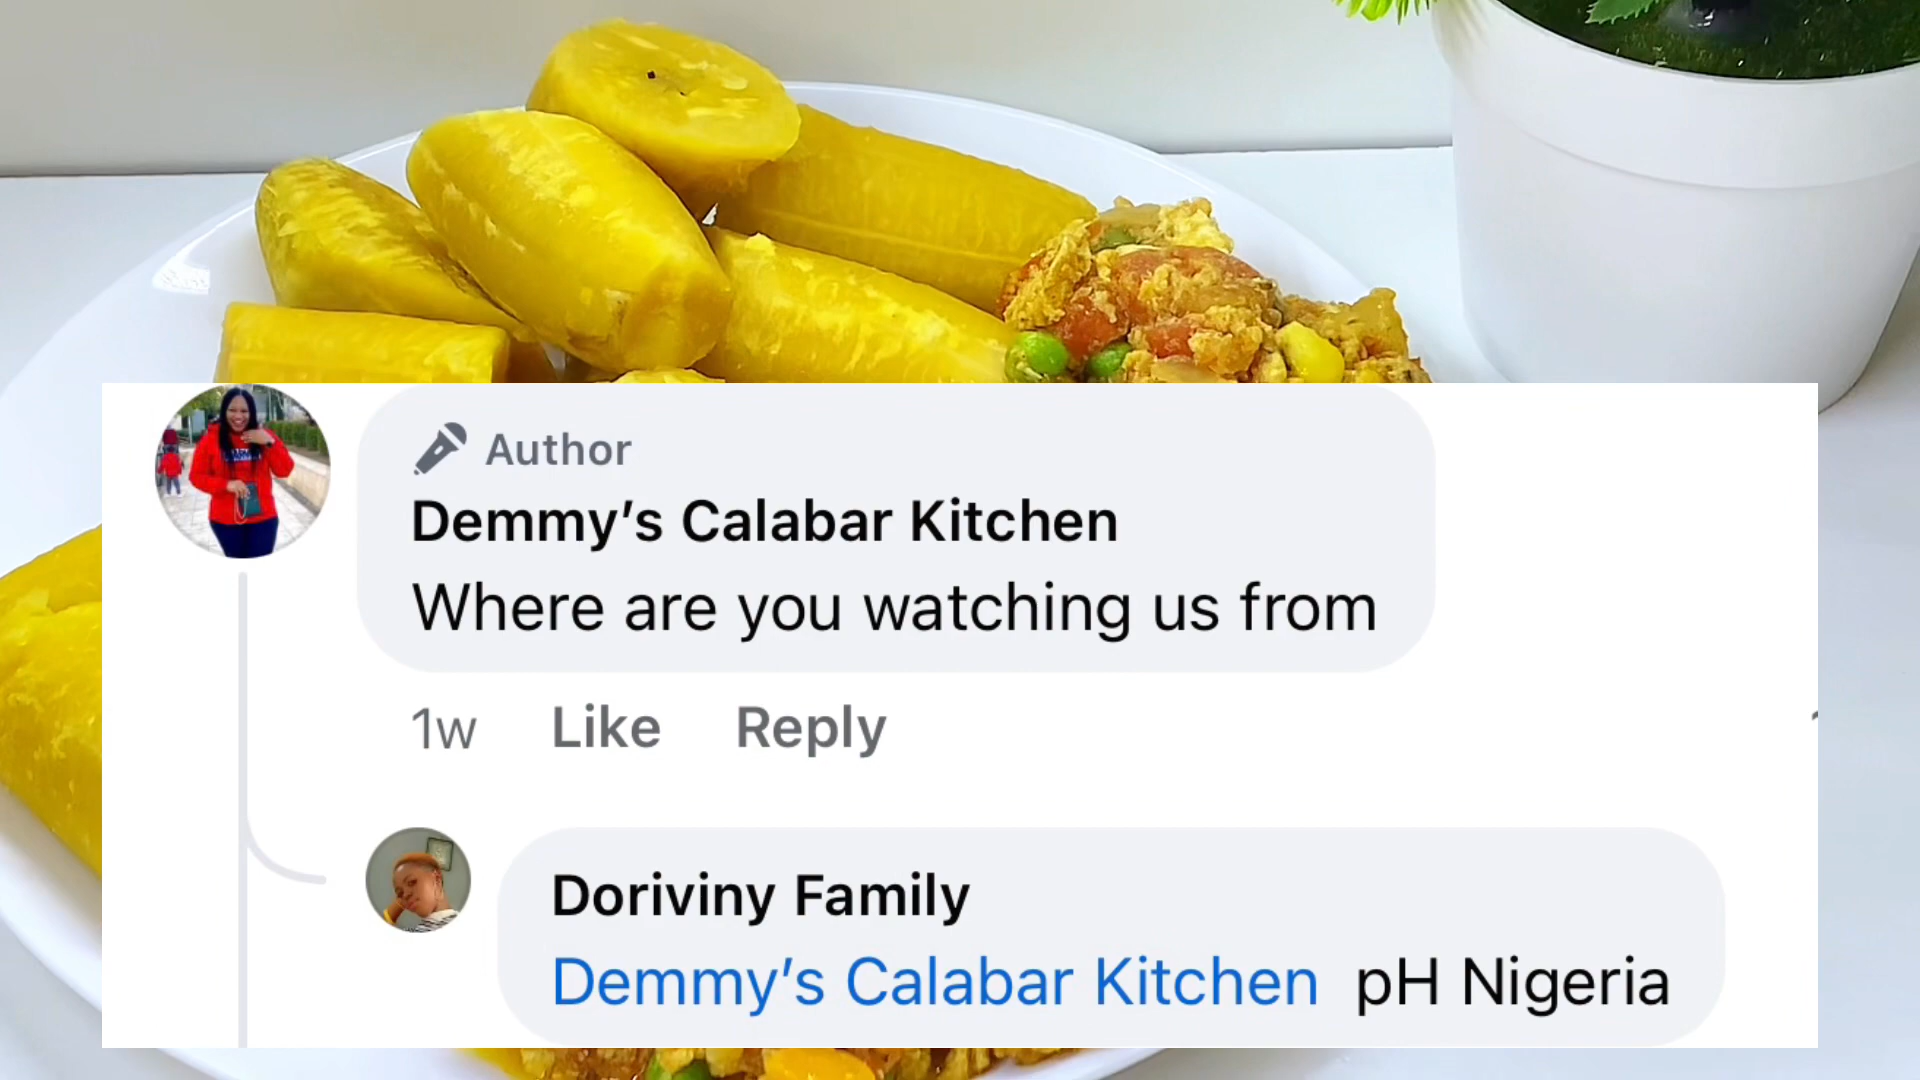 Author
Demmy’s Calabar Kitchen
Where are you watching us from
1w Like Reply
Doriviny Family
Demmy’s Calabar Kitchen pH Nigeria